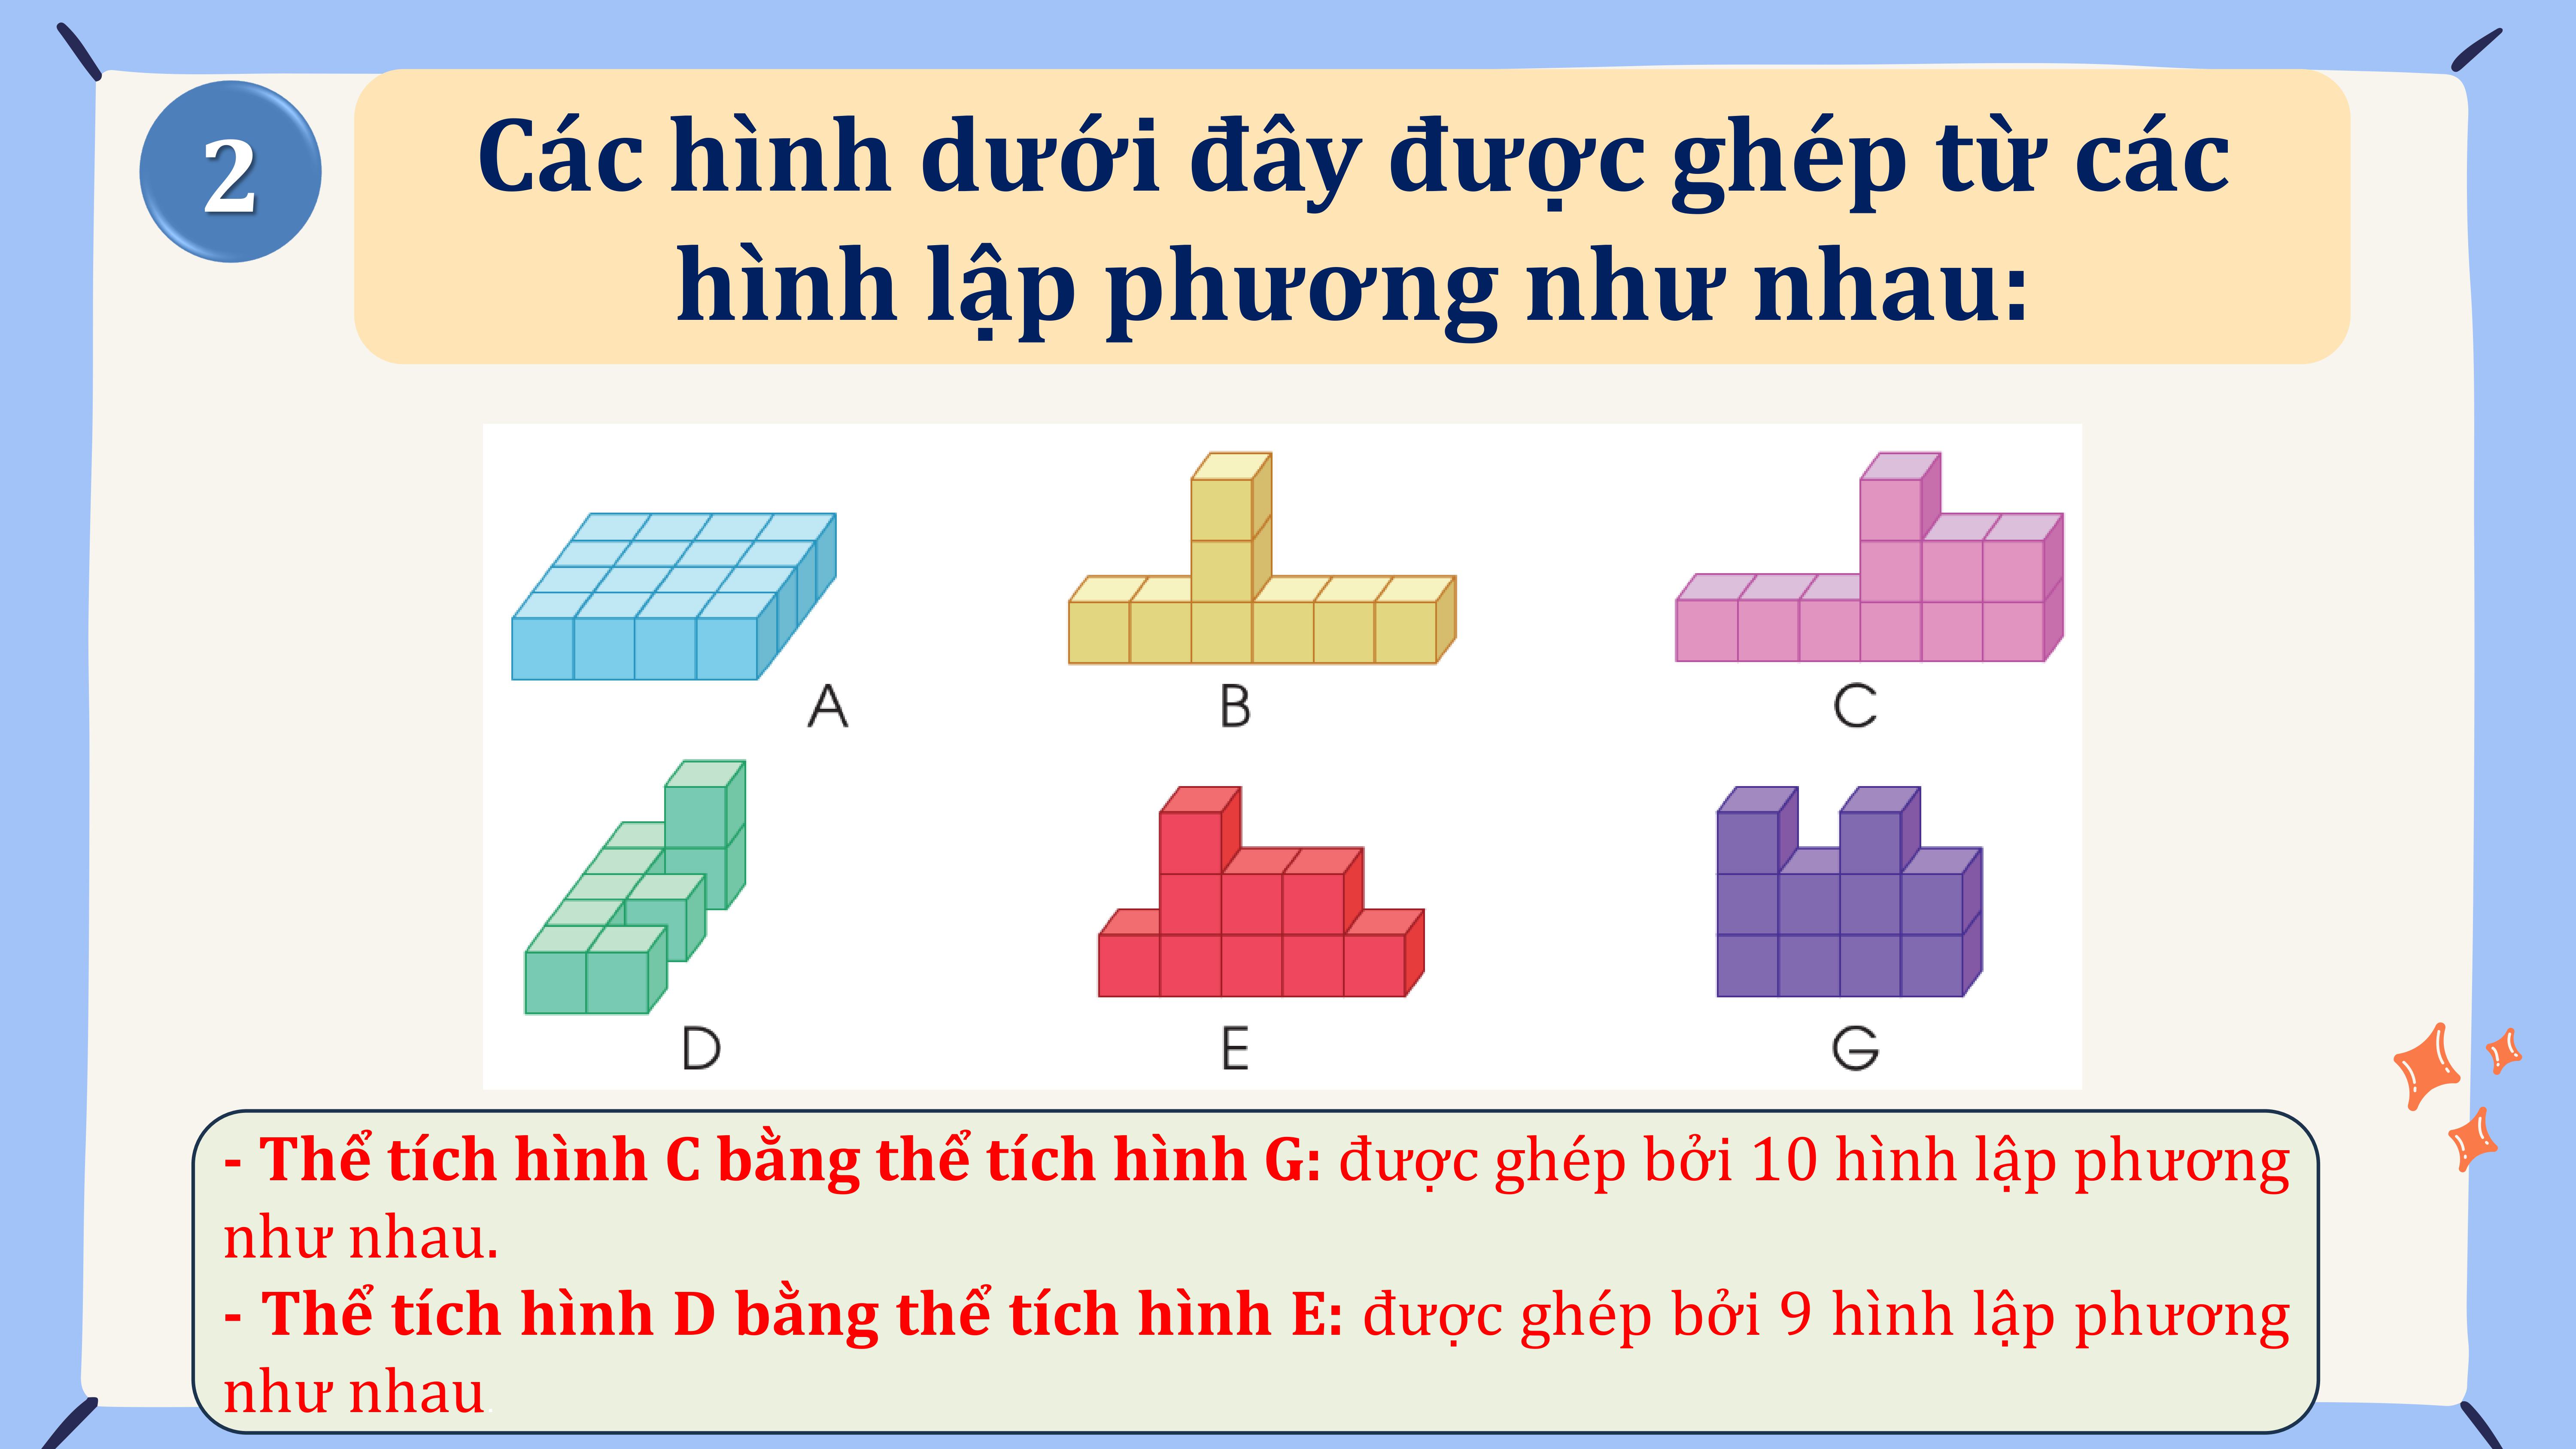 2
Các hình dưới đây được ghép từ các
hình lập phương như nhau:
A
B
C
D
E
G
- Thể tích hình C bằng thể tích hình G: được ghép bởi 10 hình lập phương
như nhau.
- Thể tích hình D bằng thể tích hình E: được ghép bởi 9 hình lập phương
như nhau.